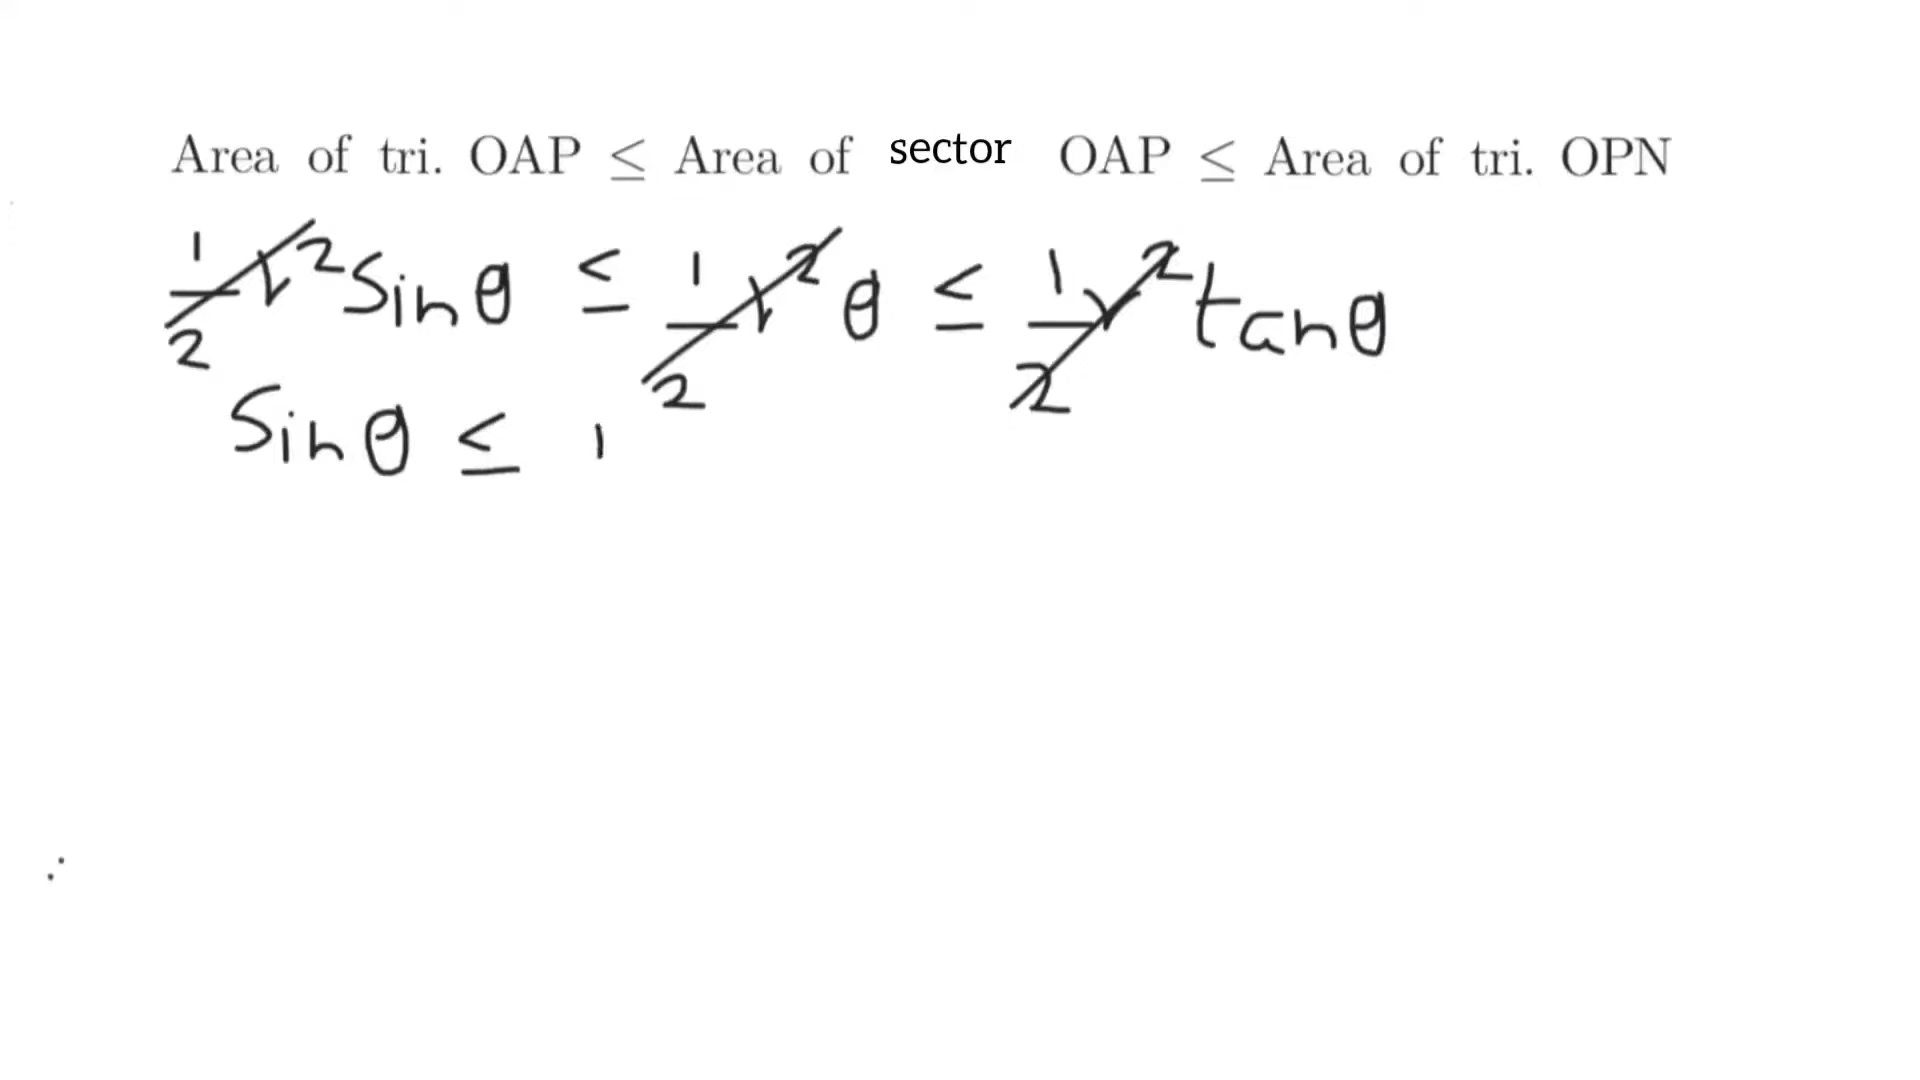 Area of tri. OAP ≤ Area of sector OAP ≤ Area of tri. OPN
1/2 r² sinθ ≤ 1/2 r² θ ≤ 1/2 r² tanθ
sinθ ≤ ı